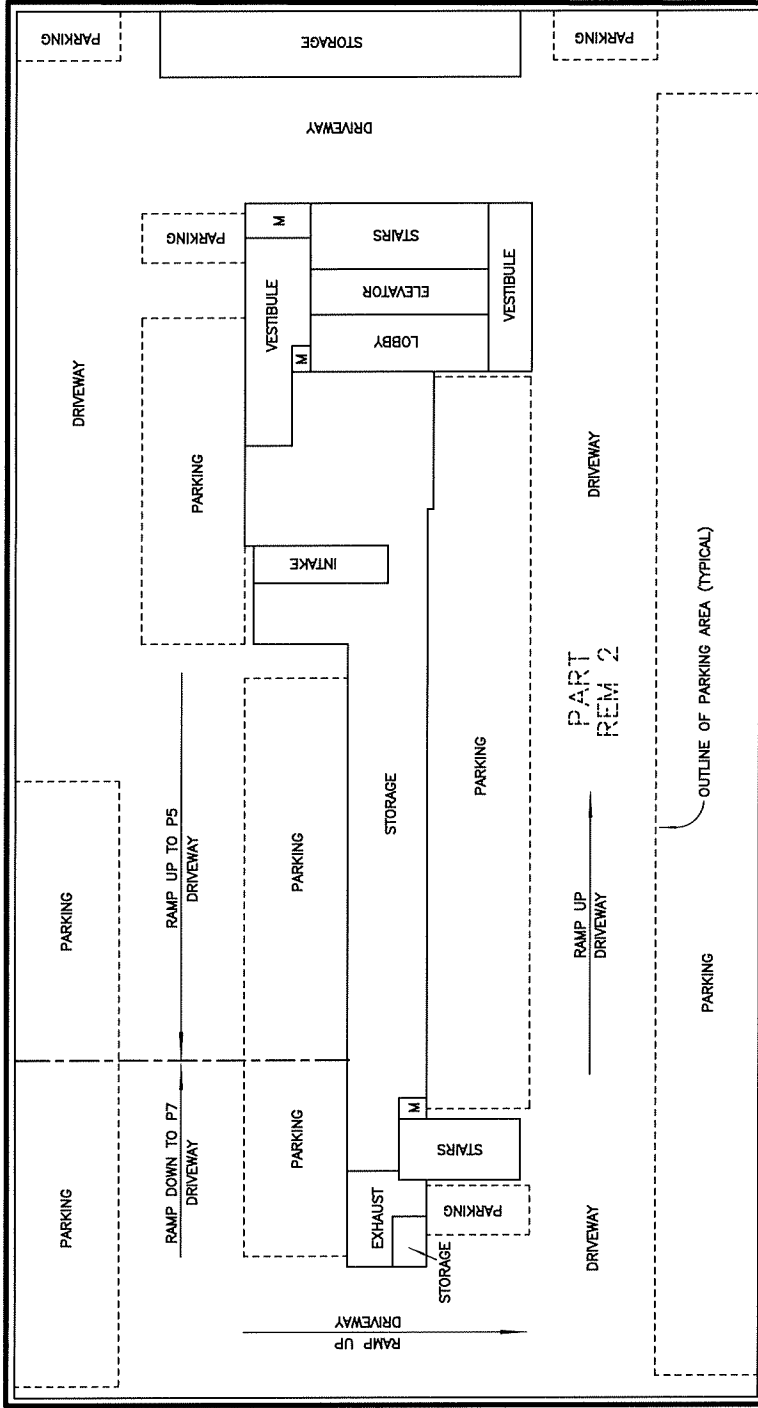 PARKING
STORAGE
PARKING
DRIVEWAY
DRIVEWAY
PARKING
M
STAIRS
VESTIBULE
ELEVATOR
VESTIBULE
M
LOBBY
PARKING
DRIVEWAY
INTAKE
PART
REM 2
OUTLINE OF PARKING AREA (TYPICAL)
RAMP UP TO P5
DRIVEWAY
PARKING
PARKING
STORAGE
PARKING
RAMP UP
DRIVEWAY
PARKING
RAMP DOWN TO P7
DRIVEWAY
PARKING
PARKING
M
STAIRS
EXHAUST
PARKING
STORAGE
DRIVEWAY
RAMP UP
DRIVEWAY